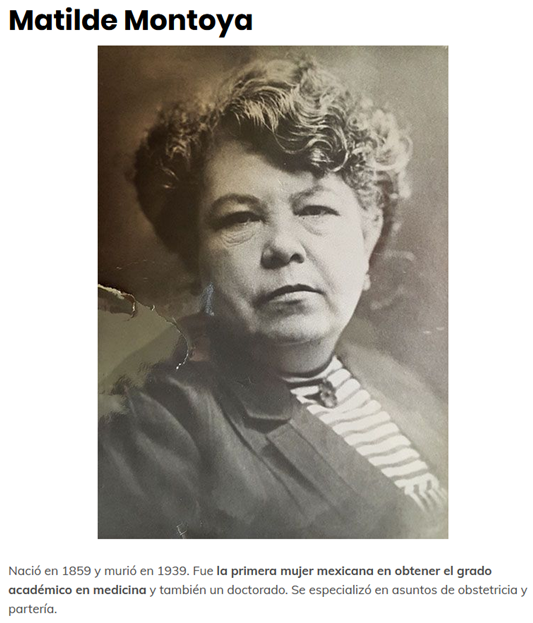 Matilde Montoya
Nació en 1859 y murió en 1939. Fue la primera mujer mexicana en obtener el grado
académico en medicina y también un doctorado. Se especializó en asuntos de obstetricia y
partería.